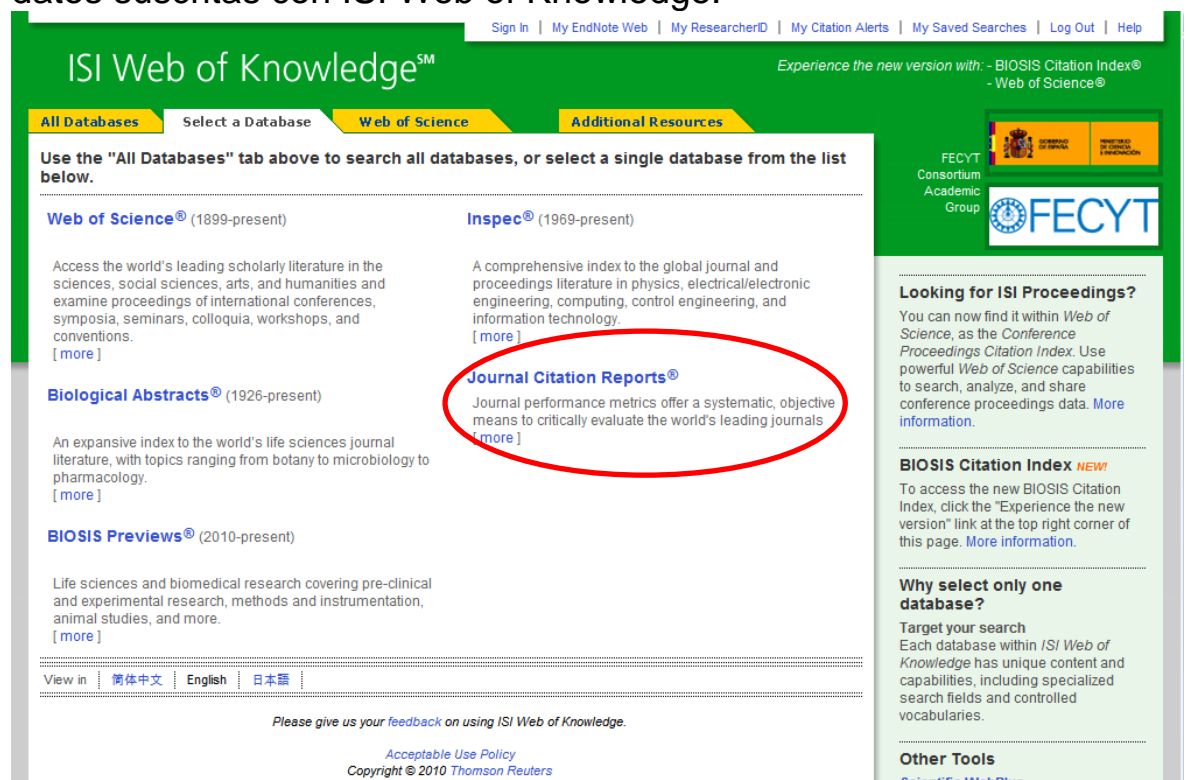 datos suscritas con ISI Web of Knowledge.
Sign In | My EndNote Web | My ResearcherID | My Citation Alerts | My Saved Searches | Log Out | Help
ISI Web of Knowledge℠
Experience the new version with: - BIOSIS Citation Index®
- Web of Science®
All Databases Select a Database Web of Science Additional Resources
Use the "All Databases" tab above to search all databases, or select a single database from the list
below.
Web of Science® (1899-present)
Access the world's leading scholarly literature in the
sciences, social sciences, arts, and humanities and
examine proceedings of international conferences,
symposia, seminars, colloquia, workshops, and
conventions.
[ more ]
Biological Abstracts® (1926-present)
An expansive index to the world's life sciences journal
literature, with topics ranging from botany to microbiology to
pharmacology.
[ more ]
BIOSIS Previews® (2010-present)
Life sciences and biomedical research covering pre-clinical
and experimental research, methods and instrumentation,
animal studies, and more.
[ more ]
Inspec® (1969-present)
A comprehensive index to the global journal and
proceedings literature in physics, electrical/electronic
engineering, computing, control engineering, and
information technology.
[ more ]
Journal Citation Reports®
Journal performance metrics offer a systematic, objective
means to critically evaluate the world's leading journals
[ more ]
View in | 简体中文 | English | 日本語
Please give us your feedback on using ISI Web of Knowledge.
Acceptable Use Policy
Copyright © 2010 Thomson Reuters
FECYT
Consortium
Academic
Group
GOBIERNO
DE ESPAÑA
MINISTERIO
DE CIENCIA
E INNOVACIÓN
FECYT
Looking for ISI Proceedings?
You can now find it within Web of
Science, as the Conference
Proceedings Citation Index. Use
powerful Web of Science capabilities
to search, analyze, and share
conference proceedings data. More
information.
BIOSIS Citation Index NEW!
To access the new BIOSIS Citation
Index, click the "Experience the new
version" link at the top right corner of
this page. More information.
Why select only one
database?
Target your search
Each database within ISI Web of
Knowledge has unique content and
capabilities, including specialized
search fields and controlled
vocabularies.
Other Tools
Scientific WebPlus